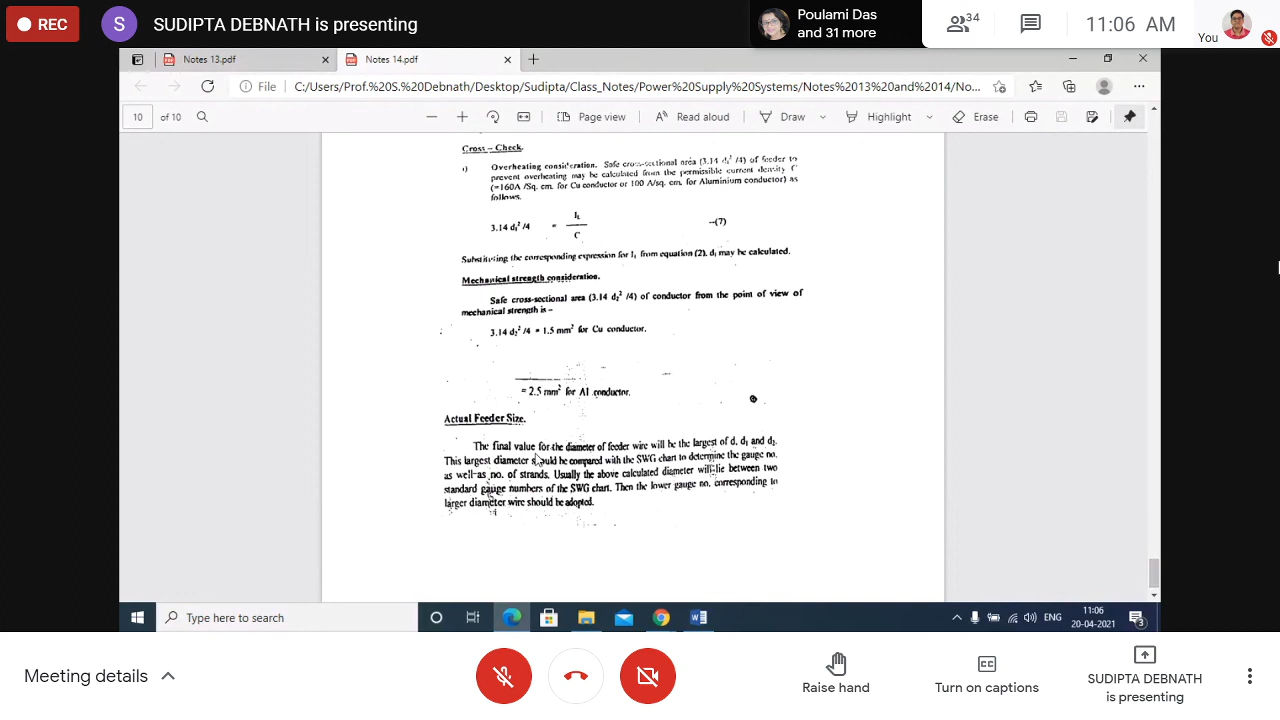 REC
S
SUDIPTA DEBNATH is presenting
Poulami Das
and 31 more
34
11:06 AM
You
Notes 13.pdf
Notes 14.pdf
File
C:/Users/Prof.%20S.%20Debnath/Desktop/Sudipta/Class_Notes/Power%20Supply%20Systems/Notes%2013%20and%2014/No...
10 of 10
Page view
Read aloud
Draw
Highlight
Erase
Cross – Check.
i) Overheating consideration. Safe cross-sectional area (3.14 d₁² /4) of feeder to
prevent overheating may be calculated from the permissible current density C
(=160A /Sq. cm. for Cu conductor or 100 A/sq. cm. for Aluminium conductor) as
follows.
3.14 d₁² /4 = I_L / C --(7)
Substituting the corresponding expression for from equation (2), d₁ may be calculated.
Mechanical strength consideration.
Safe cross-sectional area (3.14 d₂² /4) of conductor from the point of view of
mechanical strength is –
3.14 d₂² /4 = 1.5 mm² for Cu conductor.
= 2.5 mm² for Al conductor.
Actual Feeder Size.
The final value for the diameter of feeder wire will be the largest of d, d₁ and d₂.
This largest diameter should be compared with the SWG chart to determine the gauge no.
as well as no. of strands. Usually the above calculated diameter will lie between two
standard gauge numbers of the SWG chart. Then the lower gauge no. corresponding to
larger diameter wire should be adopted.
Type here to search
ENG
11:06
20-04-2021
3
Meeting details
Raise hand
Turn on captions
SUDIPTA DEBNATH
is presenting